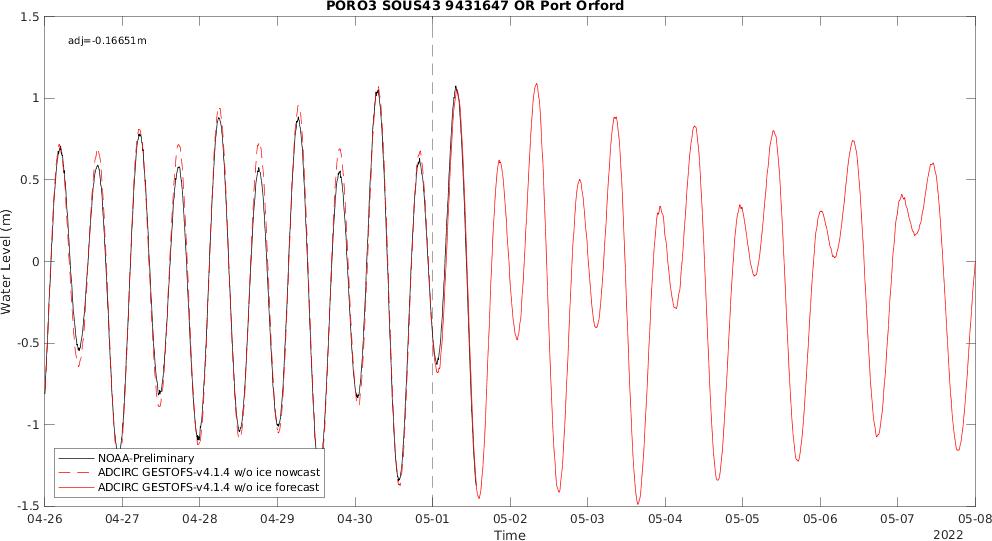 PORO3 SOUS43 9431647 OR Port Orford
adj=-0.16651m
1.5
1
0.5
0
-0.5
-1
-1.5
Water Level (m)
NOAA-Preliminary
ADCIRC GESTOFS-v4.1.4 w/o ice nowcast
ADCIRC GESTOFS-v4.1.4 w/o ice forecast
04-26 04-27 04-28 04-29 04-30 05-01 05-02 05-03 05-04 05-05 05-06 05-07 05-08
Time
2022